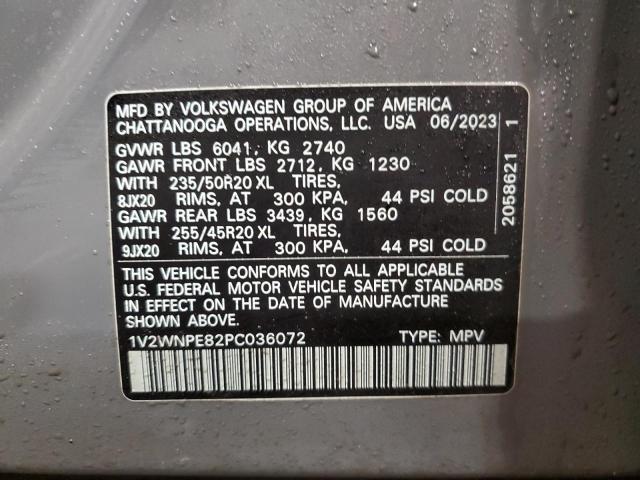 MFD BY VOLKSWAGEN GROUP OF AMERICA
CHATTANOOGA OPERATIONS, LLC. USA 06/2023
GVWR LBS 6041, KG 2740
GAWR FRONT LBS 2712, KG 1230
WITH 235/50R20 XL TIRES,
8JX20 RIMS, AT 300 KPA, 44 PSI COLD
GAWR REAR LBS 3439, KG 1560
WITH 255/45R20 XL TIRES,
9JX20 RIMS, AT 300 KPA, 44 PSI COLD
THIS VEHICLE CONFORMS TO ALL APPLICABLE
U.S. FEDERAL MOTOR VEHICLE SAFETY STANDARDS
IN EFFECT ON THE DATE OF MANUFACTURE
SHOWN ABOVE.
1V2WNPE82PC036072 TYPE: MPV
2058621 1